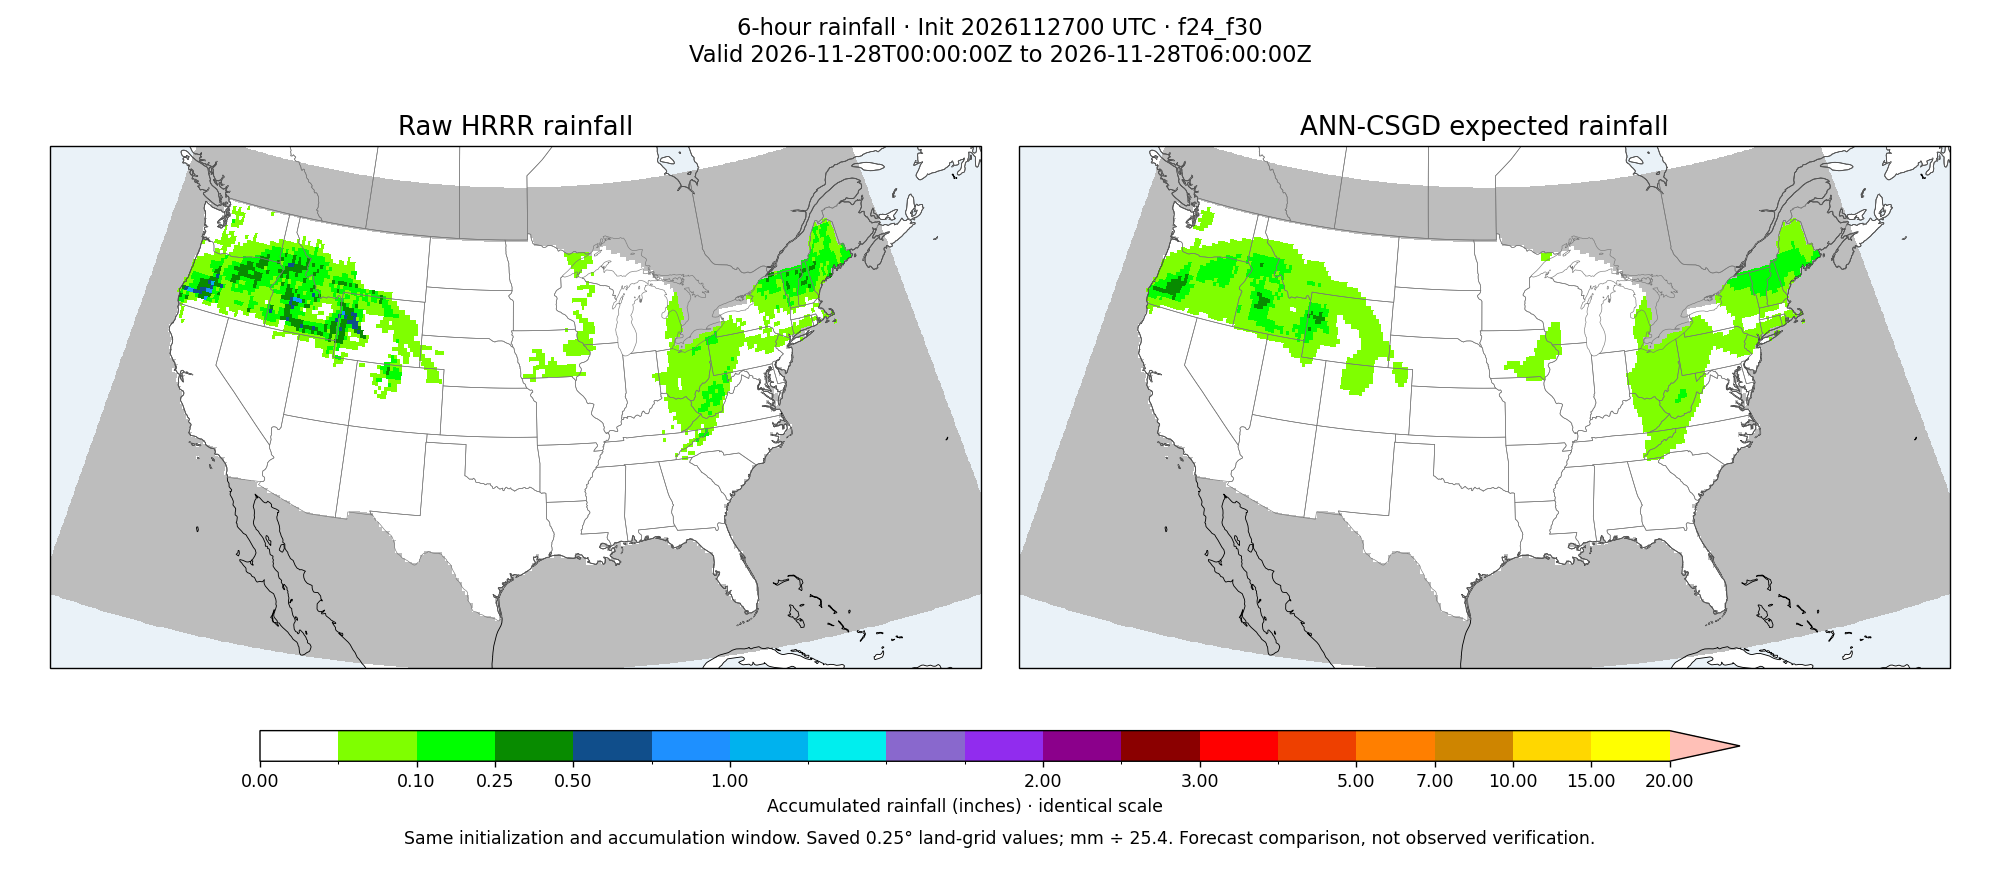 6-hour rainfall · Init 2026112700 UTC · f24_f30
Valid 2026-11-28T00:00:00Z to 2026-11-28T06:00:00Z
Raw HRRR rainfall
ANN-CSGD expected rainfall
0.00 0.10 0.25 0.50 1.00 2.00 3.00 5.00 7.00 10.00 15.00 20.00
Accumulated rainfall (inches) · identical scale
Same initialization and accumulation window. Saved 0.25° land-grid values; mm ÷ 25.4. Forecast comparison, not observed verification.